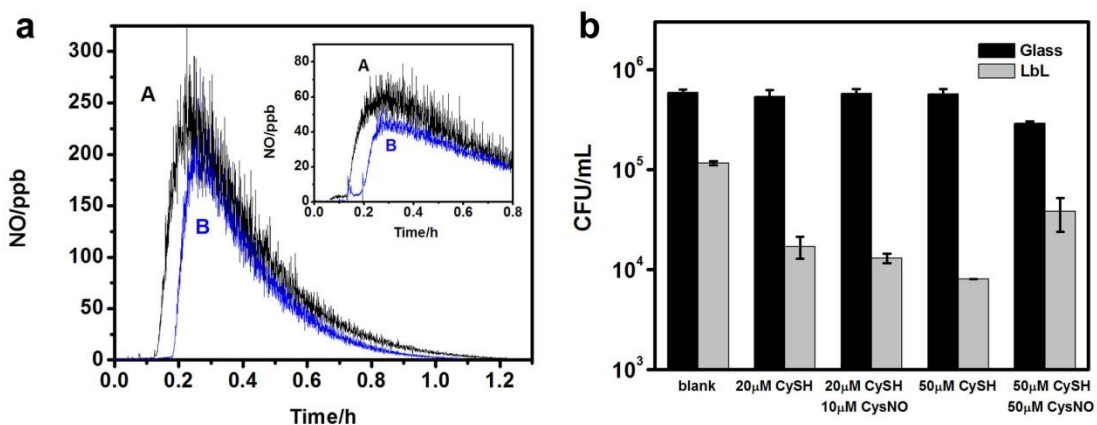 a
NO/ppb
300
250
200
150
100
50
0
0.0 0.2 0.4 0.6 0.8 1.0 1.2
Time/h
A
B
NO/ppb
80
60
40
20
0
0.0 0.2 0.4 0.6 0.8
Time/h
A
B
b
CFU/mL
10⁶
10⁵
10⁴
10³
Glass
LbL
blank
20µM CySH
20µM CySH
10µM CysNO
50µM CySH
50µM CySH
50µM CysNO